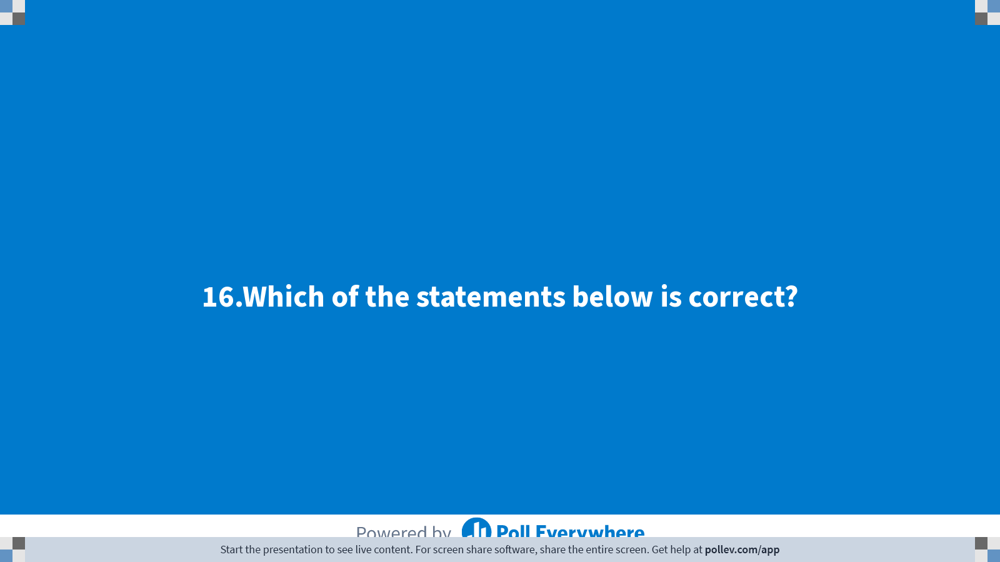 16.Which of the statements below is correct?
Powered by Poll Everywhere
Start the presentation to see live content. For screen share software, share the entire screen. Get help at pollev.com/app